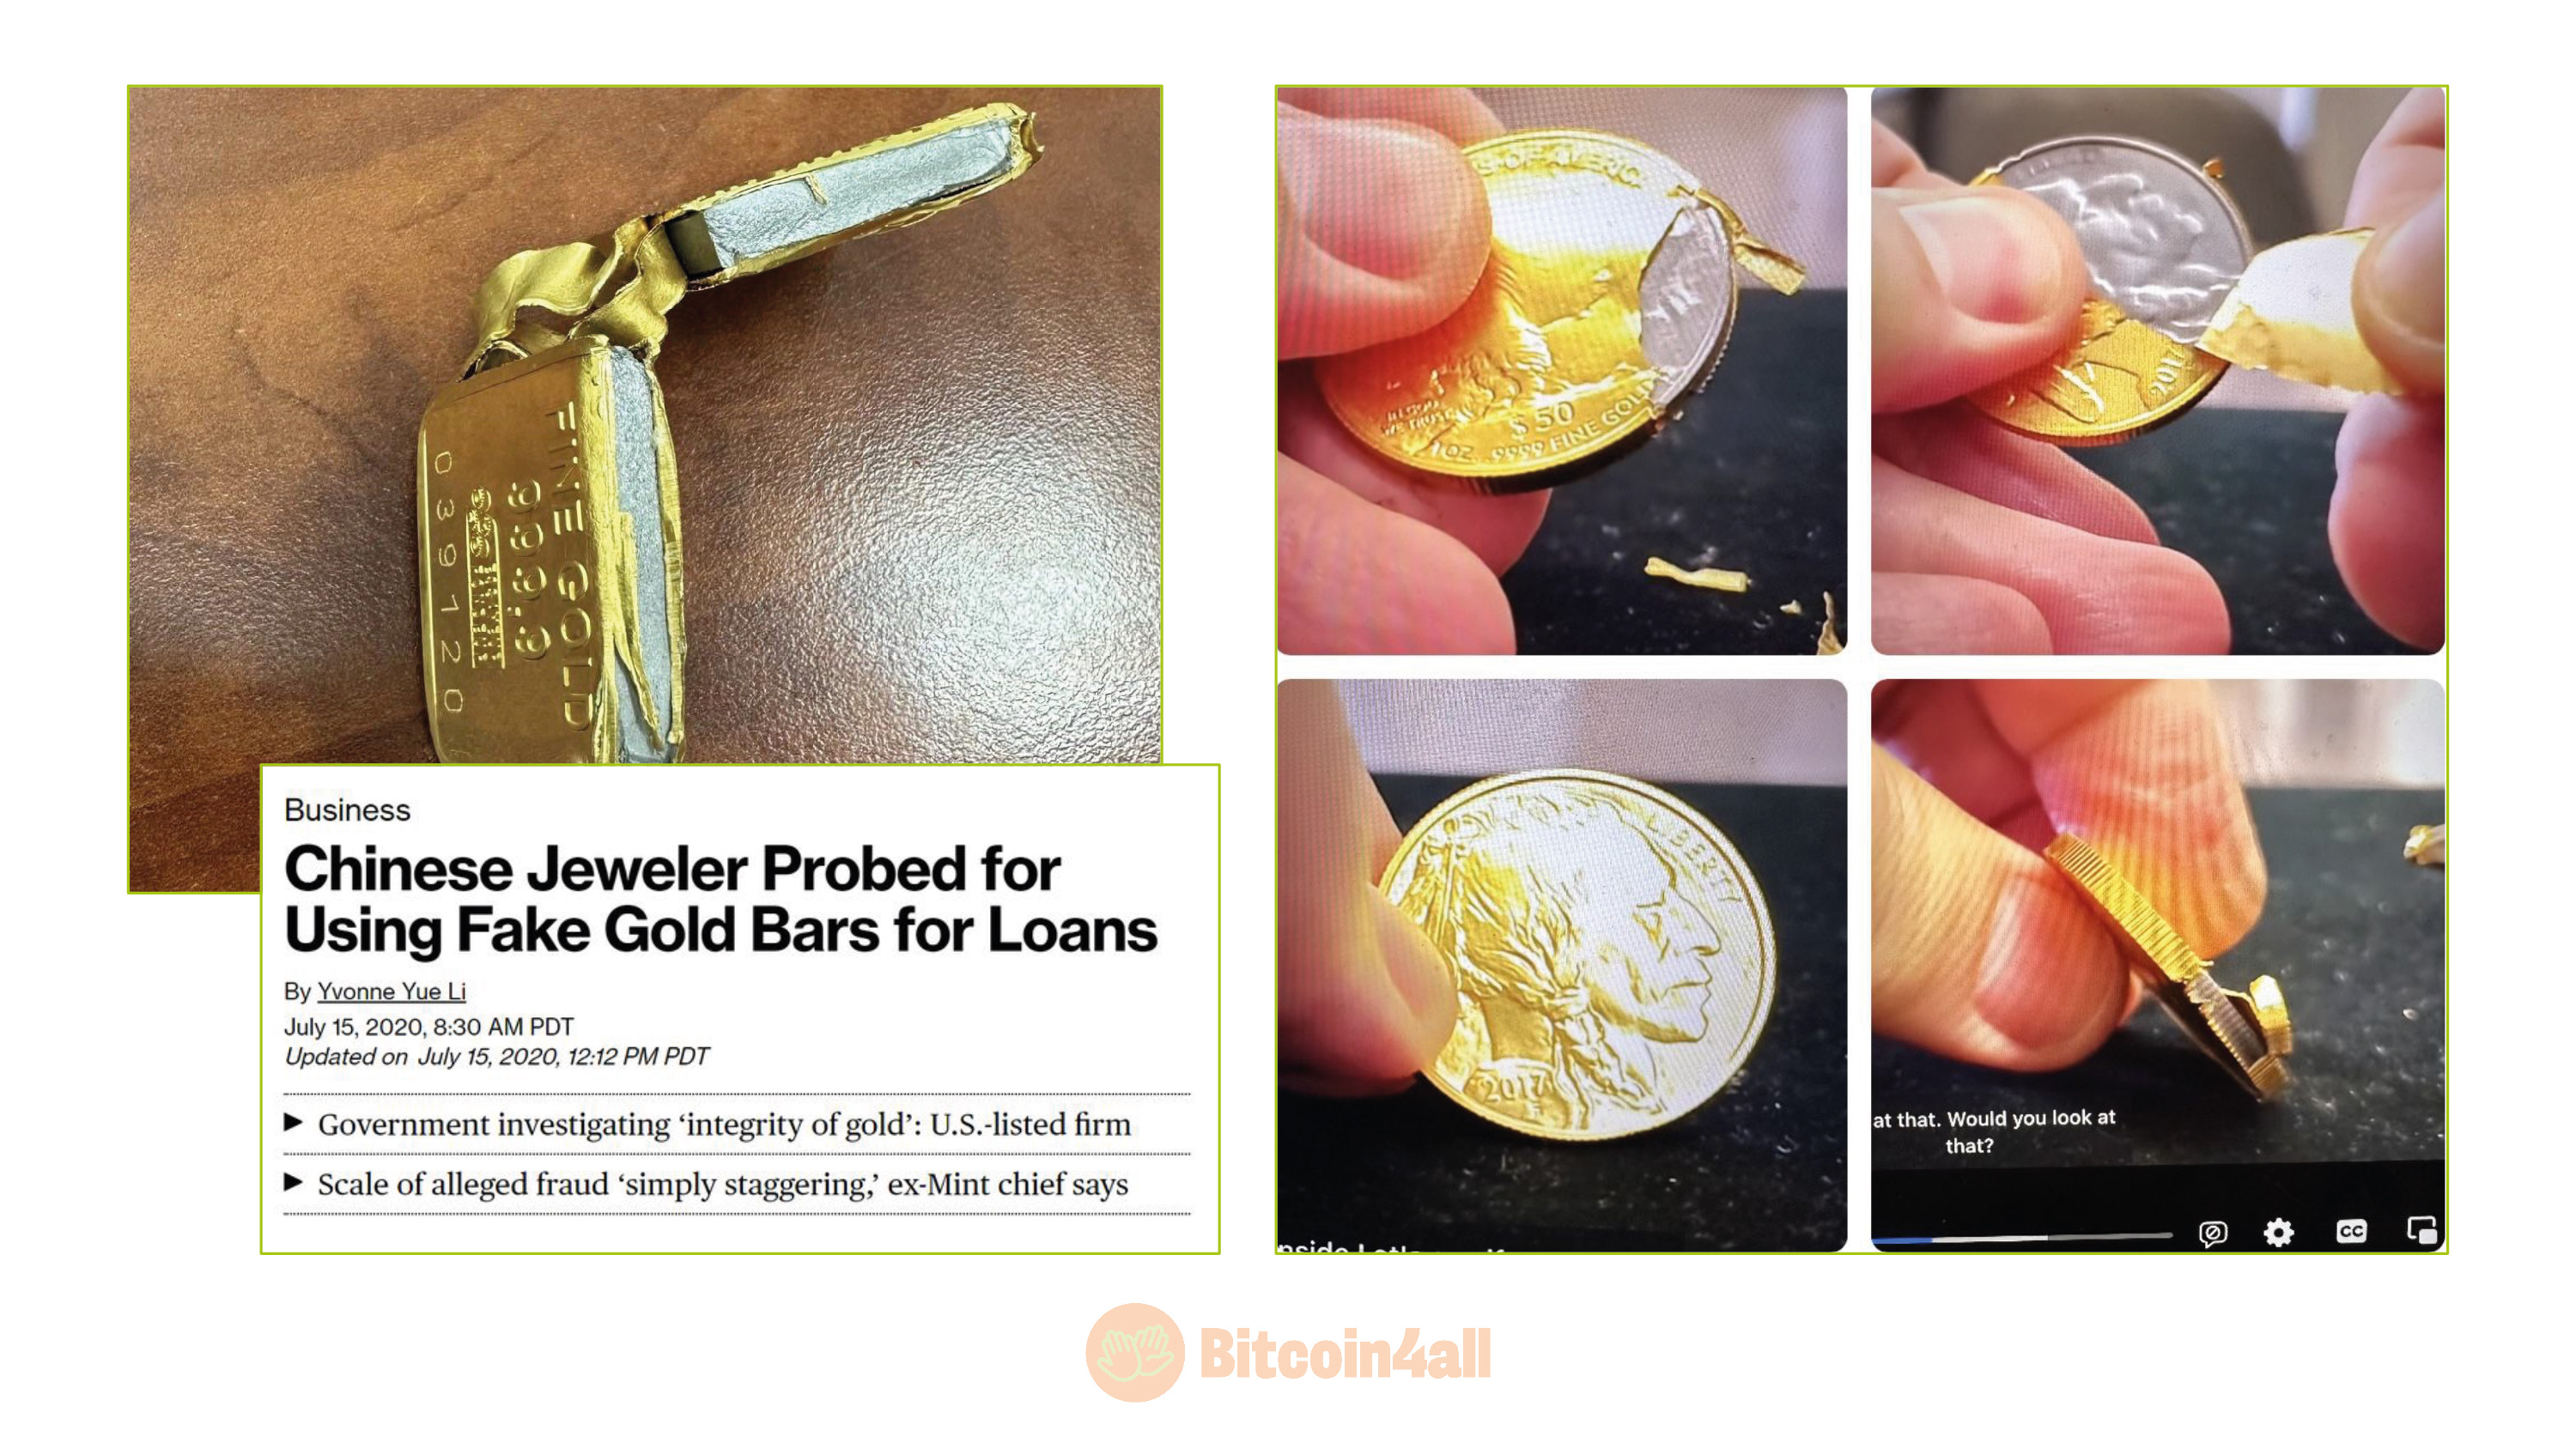 FINE GOLD
999,9
039120
Business
Chinese Jeweler Probed for
Using Fake Gold Bars for Loans
By Yvonne Yue Li
July 15, 2020, 8:30 AM PDT
Updated on July 15, 2020, 12:12 PM PDT
► Government investigating ‘integrity of gold’: U.S.-listed firm
► Scale of alleged fraud ‘simply staggering,’ ex-Mint chief says
$50
1 OZ. .9999 FINE GOLD
LIBERTY
2017
F
at that. Would you look at
that?
CC
Bitcoin4all